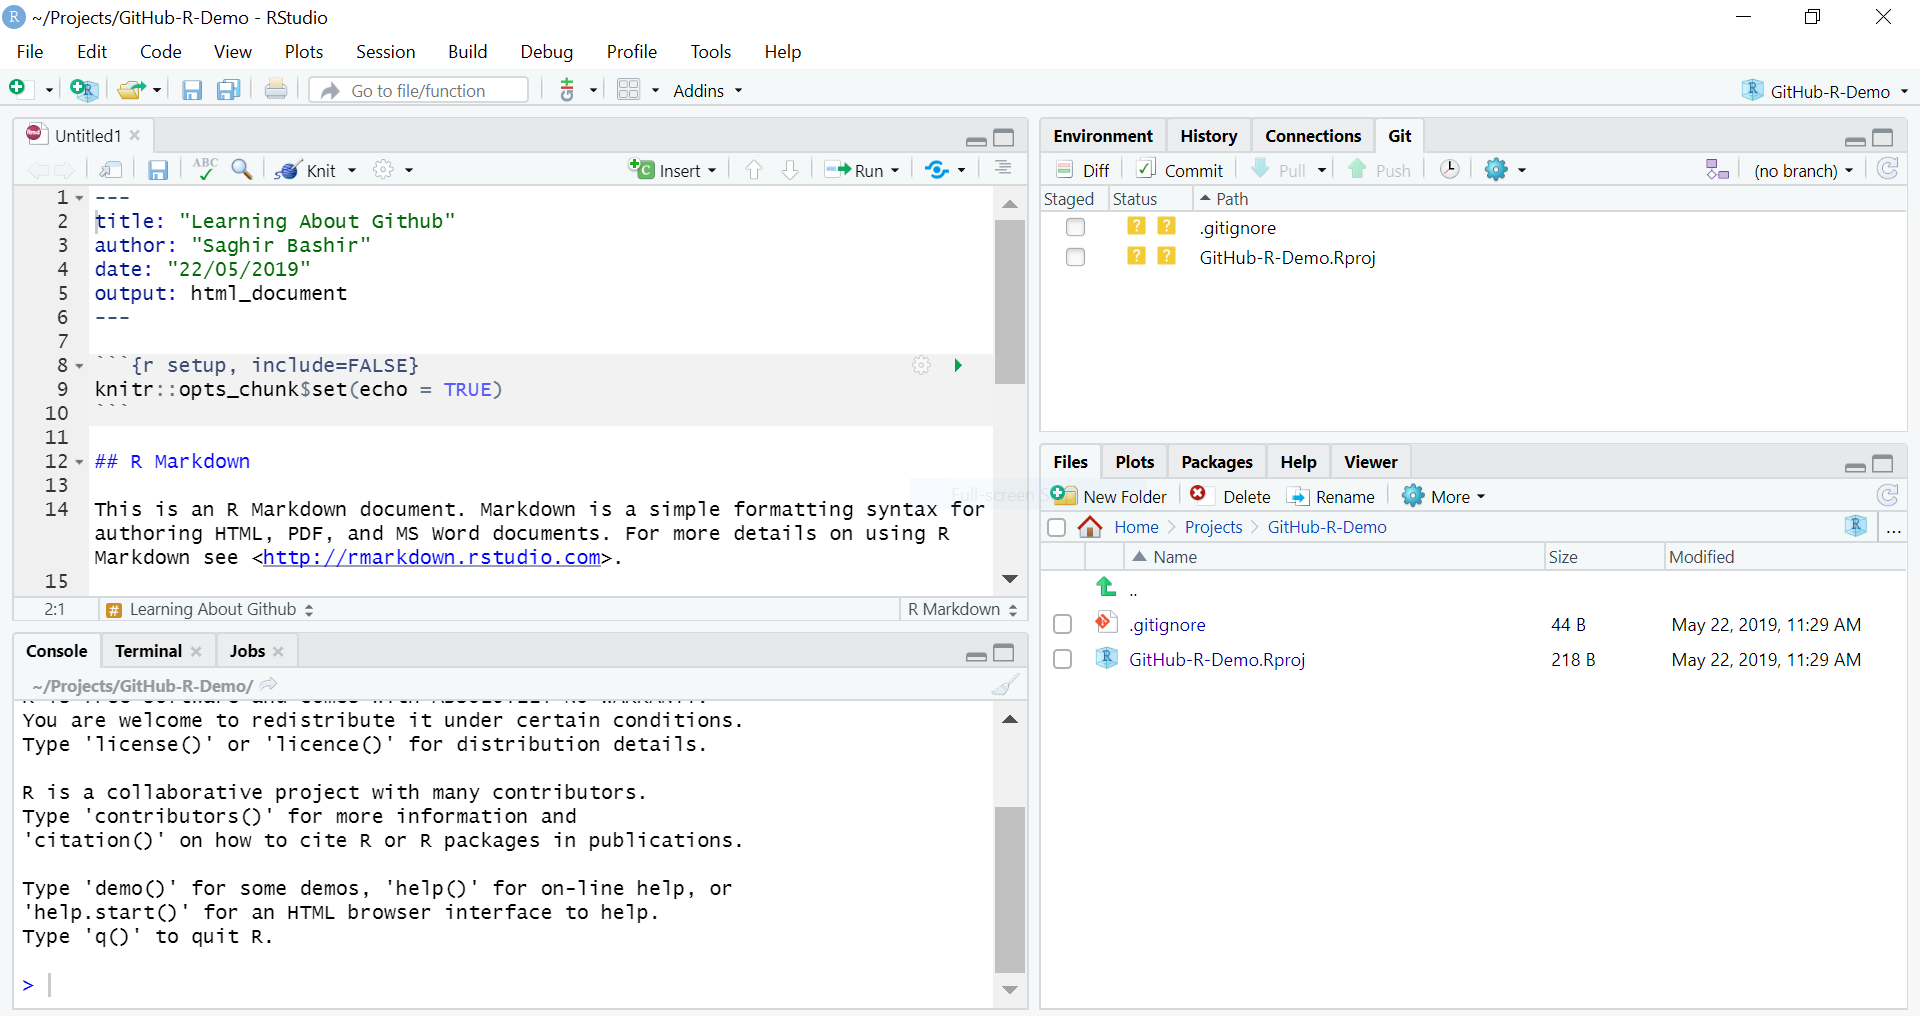 ~/Projects/GitHub-R-Demo - RStudio
File Edit Code View Plots Session Build Debug Profile Tools Help
Go to file/function Addins GitHub-R-Demo
Untitled1
ABC Knit Insert Run
1 ---
2 title: "Learning About Github"
3 author: "Saghir Bashir"
4 date: "22/05/2019"
5 output: html_document
6 ---
7
8 ```{r setup, include=FALSE}
9 knitr::opts_chunk$set(echo = TRUE)
10 ```
11
12 ## R Markdown
13
14 This is an R Markdown document. Markdown is a simple formatting syntax for
authoring HTML, PDF, and MS Word documents. For more details on using R
Markdown see <http://rmarkdown.rstudio.com>.
15
2:1 # Learning About Github R Markdown
Console Terminal Jobs
~/Projects/GitHub-R-Demo/
You are welcome to redistribute it under certain conditions.
Type 'license()' or 'licence()' for distribution details.
R is a collaborative project with many contributors.
Type 'contributors()' for more information and
'citation()' on how to cite R or R packages in publications.
Type 'demo()' for some demos, 'help()' for on-line help, or
'help.start()' for an HTML browser interface to help.
Type 'q()' to quit R.
>
Environment History Connections Git
Diff Commit Pull Push (no branch)
Staged Status Path
? ? .gitignore
? ? GitHub-R-Demo.Rproj
Files Plots Packages Help Viewer
Full-screen
New Folder Delete Rename More
Home Projects GitHub-R-Demo ...
Name Size Modified
..
.gitignore 44 B May 22, 2019, 11:29 AM
GitHub-R-Demo.Rproj 218 B May 22, 2019, 11:29 AM